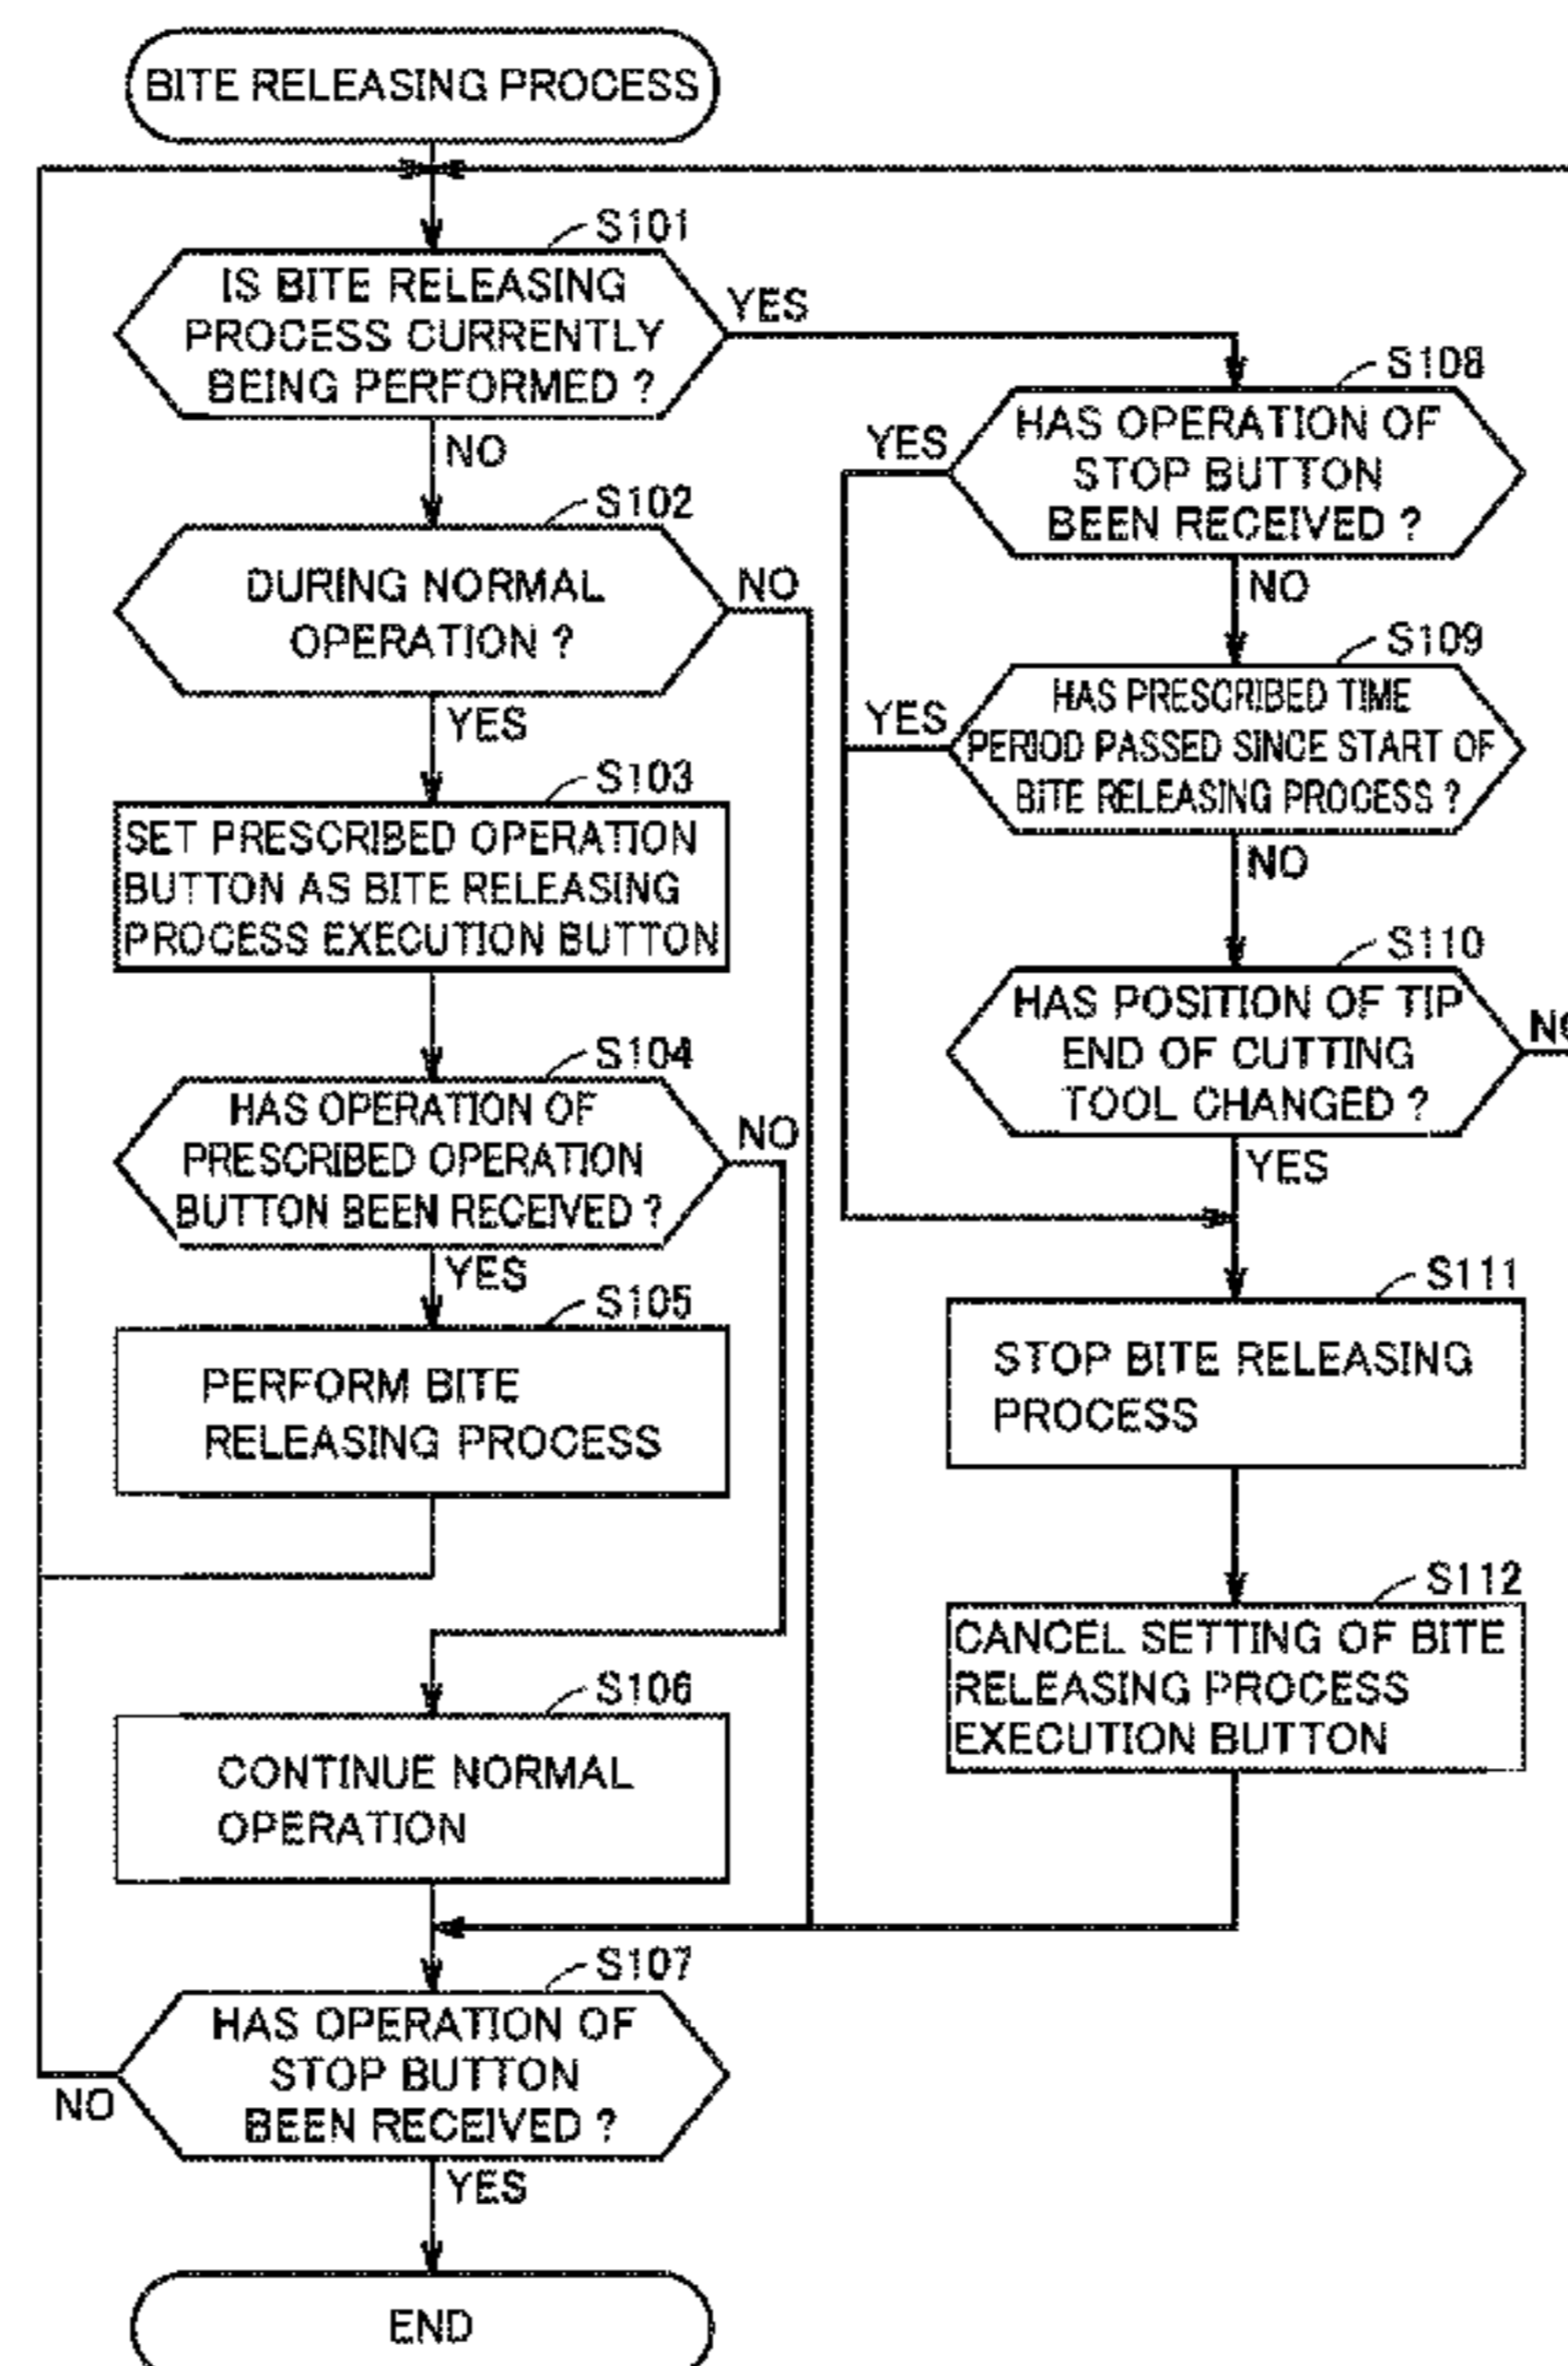 BITE RELEASING PROCESS
S101
IS BITE RELEASING
PROCESS CURRENTLY
BEING PERFORMED ?
YES
NO
S102
DURING NORMAL
OPERATION ?
NO
YES
S103
SET PRESCRIBED OPERATION
BUTTON AS BITE RELEASING
PROCESS EXECUTION BUTTON
S104
HAS OPERATION OF
PRESCRIBED OPERATION
BUTTON BEEN RECEIVED ?
NO
YES
S105
PERFORM BITE
RELEASING PROCESS
S106
CONTINUE NORMAL
OPERATION
S107
HAS OPERATION OF
STOP BUTTON
BEEN RECEIVED ?
NO
YES
END
S108
HAS OPERATION OF
STOP BUTTON
BEEN RECEIVED ?
YES
NO
S109
HAS PRESCRIBED TIME
PERIOD PASSED SINCE START OF
BITE RELEASING PROCESS ?
YES
NO
S110
HAS POSITION OF TIP
END OF CUTTING
TOOL CHANGED ?
NO
YES
S111
STOP BITE RELEASING
PROCESS
S112
CANCEL SETTING OF BITE
RELEASING PROCESS
EXECUTION BUTTON